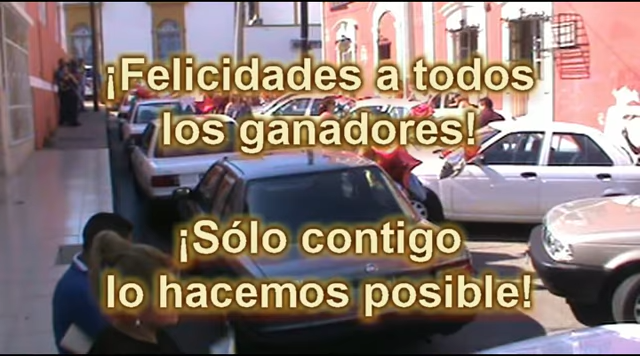 ¡Felicidades a todos
los ganadores!
¡Sólo contigo
lo hacemos posible!